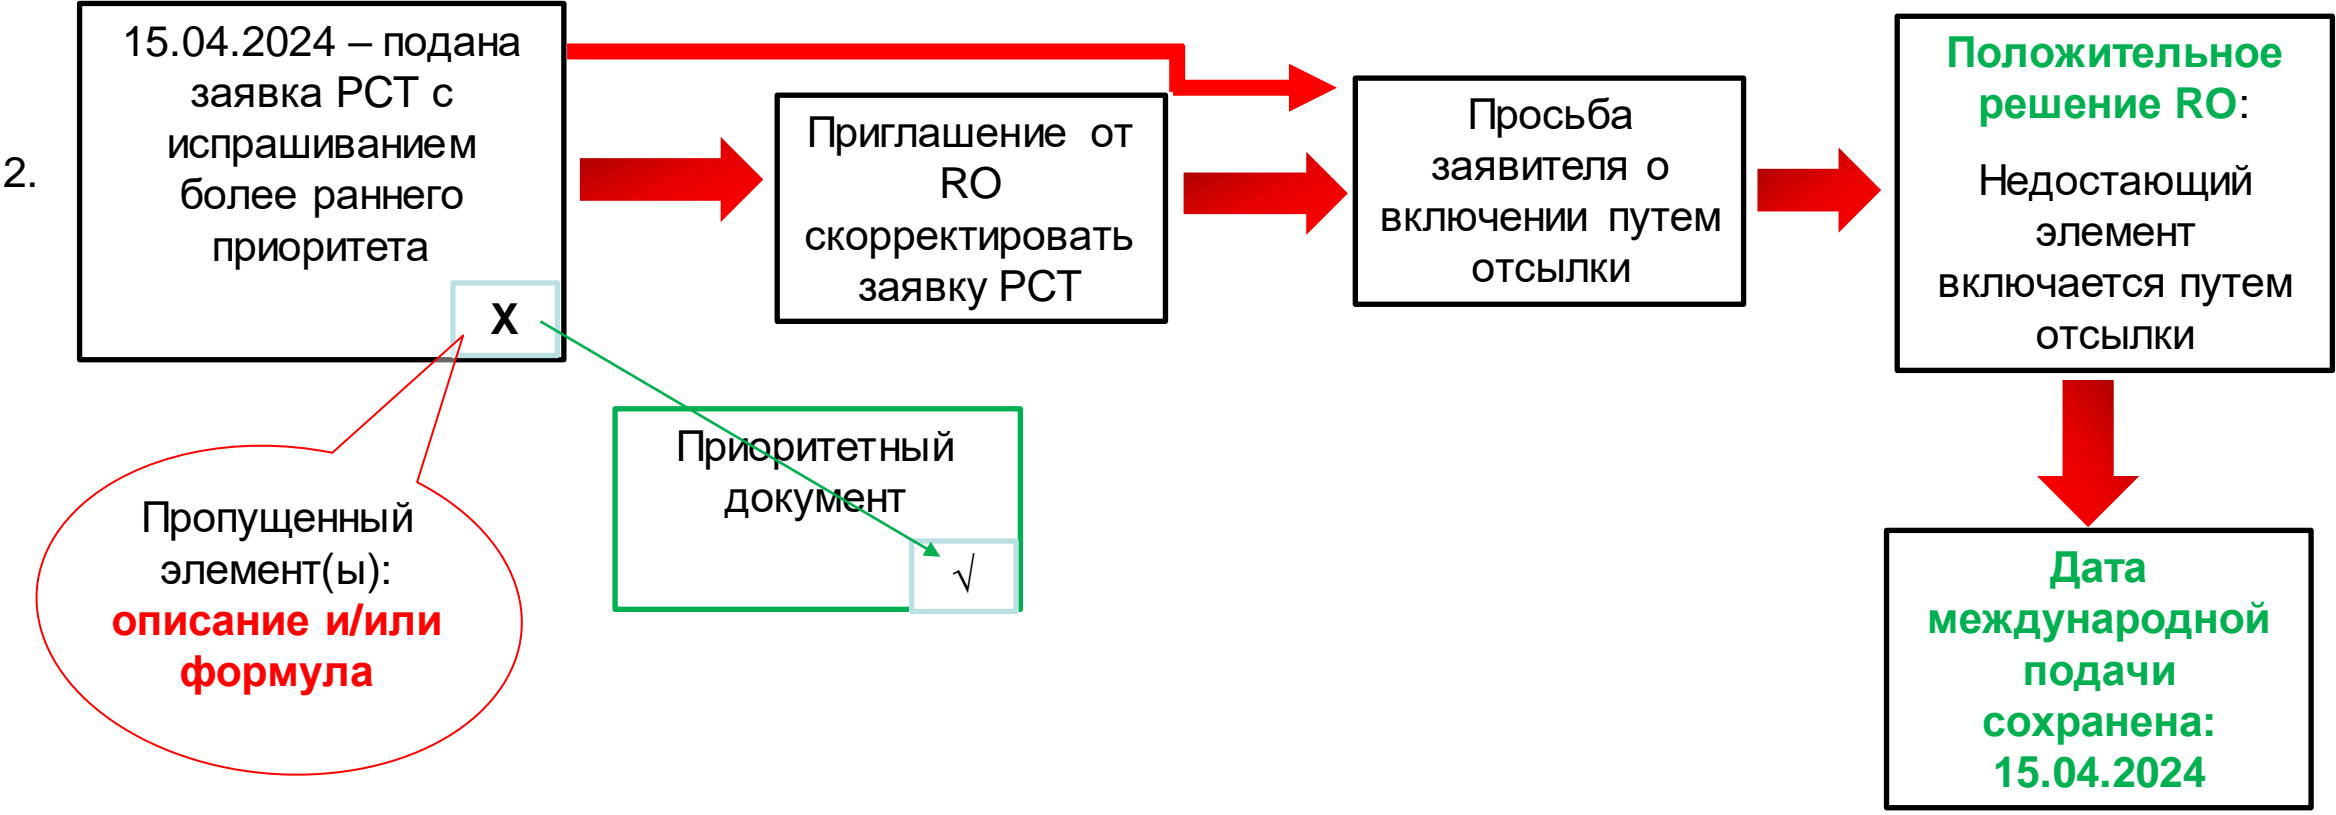 2.
15.04.2024 – подана
заявка PCT с
испрашиванием
более раннего
приоритета
X
Приглашение от
RO
скорректировать
заявку PCT
Просьба
заявителя о
включении путем
отсылки
Положительное
решение RO:
Недостающий
элемент
включается путем
отсылки
Приоритетный
документ
√
Пропущенный
элемент(ы):
описание и/или
формула
Дата
международной
подачи
сохранена:
15.04.2024